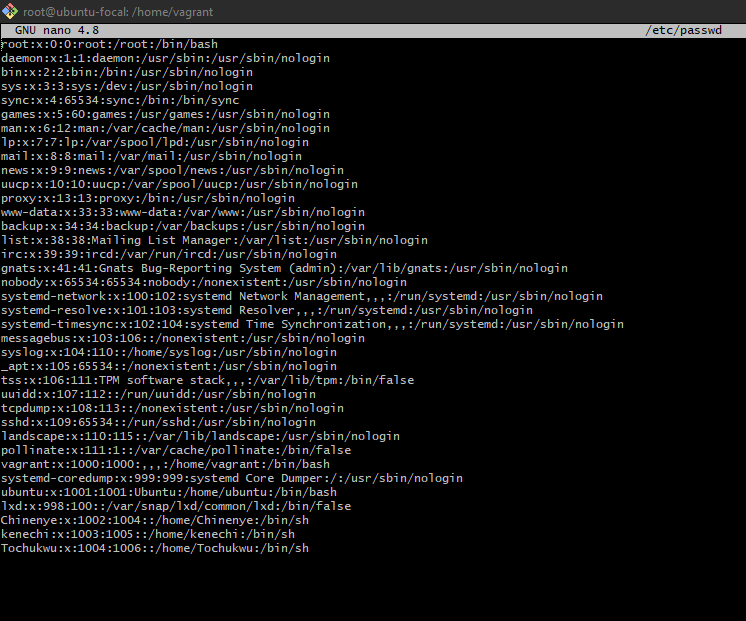 root@ubuntu-focal: /home/vagrant
GNU nano 4.8 /etc/passwd
root:x:0:0:root:/root:/bin/bash
daemon:x:1:1:daemon:/usr/sbin:/usr/sbin/nologin
bin:x:2:2:bin:/bin:/usr/sbin/nologin
sys:x:3:3:sys:/dev:/usr/sbin/nologin
sync:x:4:65534:sync:/bin:/bin/sync
games:x:5:60:games:/usr/games:/usr/sbin/nologin
man:x:6:12:man:/var/cache/man:/usr/sbin/nologin
lp:x:7:7:lp:/var/spool/lpd:/usr/sbin/nologin
mail:x:8:8:mail:/var/mail:/usr/sbin/nologin
news:x:9:9:news:/var/spool/news:/usr/sbin/nologin
uucp:x:10:10:uucp:/var/spool/uucp:/usr/sbin/nologin
proxy:x:13:13:proxy:/bin:/usr/sbin/nologin
www-data:x:33:33:www-data:/var/www:/usr/sbin/nologin
backup:x:34:34:backup:/var/backups:/usr/sbin/nologin
list:x:38:38:Mailing List Manager:/var/list:/usr/sbin/nologin
irc:x:39:39:ircd:/var/run/ircd:/usr/sbin/nologin
gnats:x:41:41:Gnats Bug-Reporting System (admin):/var/lib/gnats:/usr/sbin/nologin
nobody:x:65534:65534:nobody:/nonexistent:/usr/sbin/nologin
systemd-network:x:100:102:systemd Network Management,,,:/run/systemd:/usr/sbin/nologin
systemd-resolve:x:101:103:systemd Resolver,,,:/run/systemd:/usr/sbin/nologin
systemd-timesync:x:102:104:systemd Time Synchronization,,,:/run/systemd:/usr/sbin/nologin
messagebus:x:103:106::/nonexistent:/usr/sbin/nologin
syslog:x:104:110::/home/syslog:/usr/sbin/nologin
_apt:x:105:65534::/nonexistent:/usr/sbin/nologin
tss:x:106:111:TPM software stack,,,:/var/lib/tpm:/bin/false
uuidd:x:107:112::/run/uuidd:/usr/sbin/nologin
tcpdump:x:108:113::/nonexistent:/usr/sbin/nologin
sshd:x:109:65534::/run/sshd:/usr/sbin/nologin
landscape:x:110:115::/var/lib/landscape:/usr/sbin/nologin
pollinate:x:111:1::/var/cache/pollinate:/bin/false
vagrant:x:1000:1000:,,,:/home/vagrant:/bin/bash
systemd-coredump:x:999:999:systemd Core Dumper:/:/usr/sbin/nologin
ubuntu:x:1001:1001:Ubuntu:/home/ubuntu:/bin/bash
lxd:x:998:100::/var/snap/lxd/common/lxd:/bin/false
Chinenye:x:1002:1004::/home/Chinenye:/bin/sh
kenechi:x:1003:1005::/home/kenechi:/bin/sh
Tochukwu:x:1004:1006::/home/Tochukwu:/bin/sh